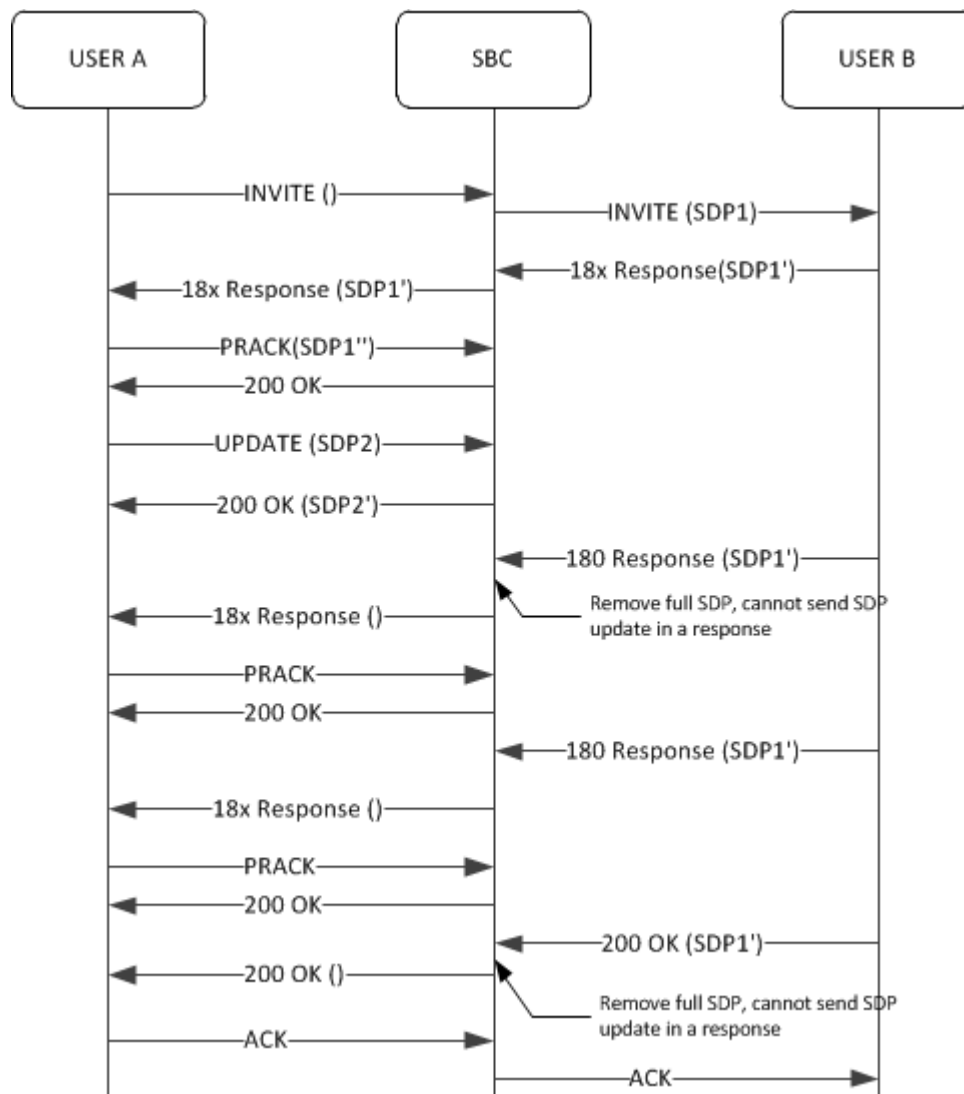 USER A
SBC
USER B
INVITE ()
INVITE (SDP1)
18x Response(SDP1')
18x Response (SDP1')
PRACK(SDP1'')
200 OK
UPDATE (SDP2)
200 OK (SDP2')
180 Response (SDP1')
Remove full SDP, cannot send SDP
update in a response
18x Response ()
PRACK
200 OK
180 Response (SDP1')
18x Response ()
PRACK
200 OK
200 OK (SDP1')
200 OK ()
Remove full SDP, cannot send SDP
update in a response
ACK
ACK